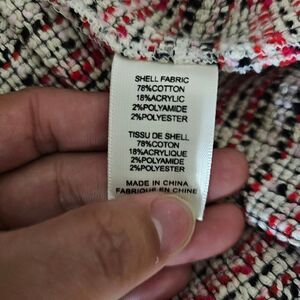 SHELL FABRIC
78%COTTON
18%ACRYLIC
2%POLYAMIDE
2%POLYESTER
TISSU DE SHELL
78%COTON
18%ACRYLIQUE
2%POLYAMIDE
2%POLYESTER
MADE IN CHINA
FABRIQUE EN CHINE